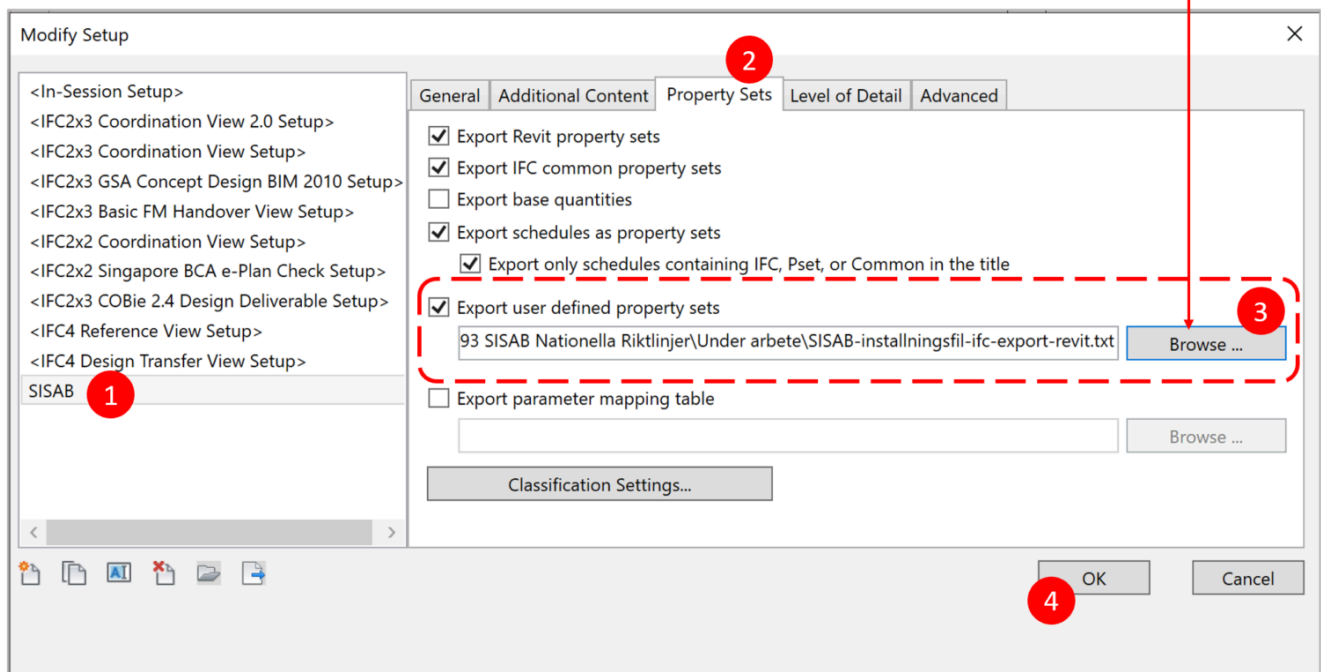 Modify Setup
2
<In-Session Setup>
<IFC2x3 Coordination View 2.0 Setup>
<IFC2x3 Coordination View Setup>
<IFC2x3 GSA Concept Design BIM 2010 Setup>
<IFC2x3 Basic FM Handover View Setup>
<IFC2x2 Coordination View Setup>
<IFC2x2 Singapore BCA e-Plan Check Setup>
<IFC2x3 COBie 2.4 Design Deliverable Setup>
<IFC4 Reference View Setup>
<IFC4 Design Transfer View Setup>
SISAB
1
General Additional Content Property Sets Level of Detail Advanced
Export Revit property sets
Export IFC common property sets
Export base quantities
Export schedules as property sets
Export only schedules containing IFC, Pset, or Common in the title
Export user defined property sets
3
93 SISAB Nationella Riktlinjer\Under arbete\SISAB-installningsfil-ifc-export-revit.txt Browse ...
Export parameter mapping table
Browse ...
Classification Settings...
AI
OK Cancel
4